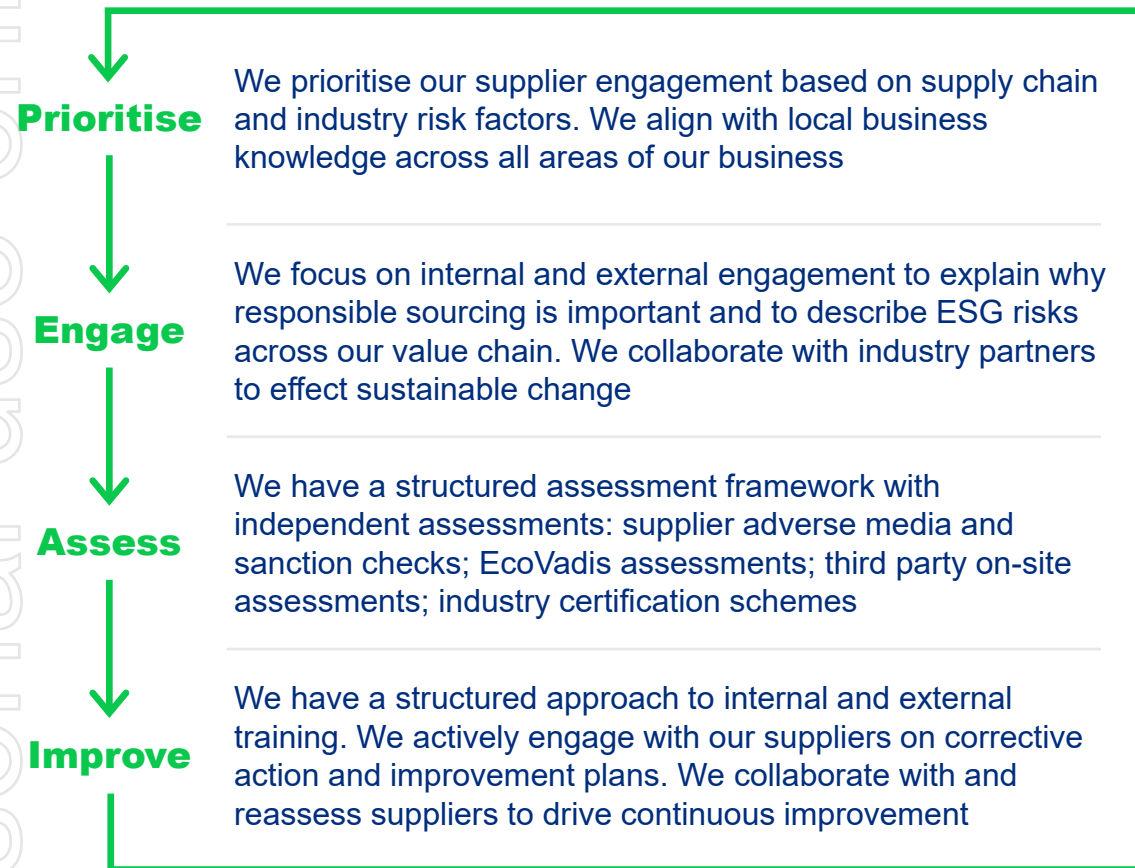 Prioritise
We prioritise our supplier engagement based on supply chain
and industry risk factors. We align with local business
knowledge across all areas of our business
Engage
We focus on internal and external engagement to explain why
responsible sourcing is important and to describe ESG risks
across our value chain. We collaborate with industry partners
to effect sustainable change
Assess
We have a structured assessment framework with
independent assessments: supplier adverse media and
sanction checks; EcoVadis assessments; third party on-site
assessments; industry certification schemes
Improve
We have a structured approach to internal and external
training. We actively engage with our suppliers on corrective
action and improvement plans. We collaborate with and
reassess suppliers to drive continuous improvement